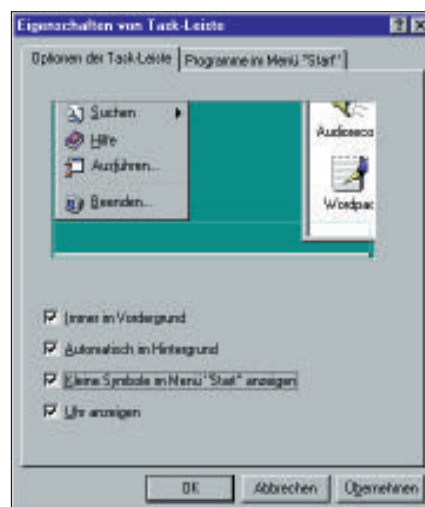 Eigenschaften von Task-Leiste
Optionen der Task-Leiste
Programme im Menü "Start"
Suchen
Hilfe
Ausführen...
Beenden...
Audioreco
Wordpad
Immer im Vordergrund
Automatisch im Hintergrund
Kleine Symbole im Menü "Start" anzeigen
Uhr anzeigen
OK
Abbrechen
Übernehmen